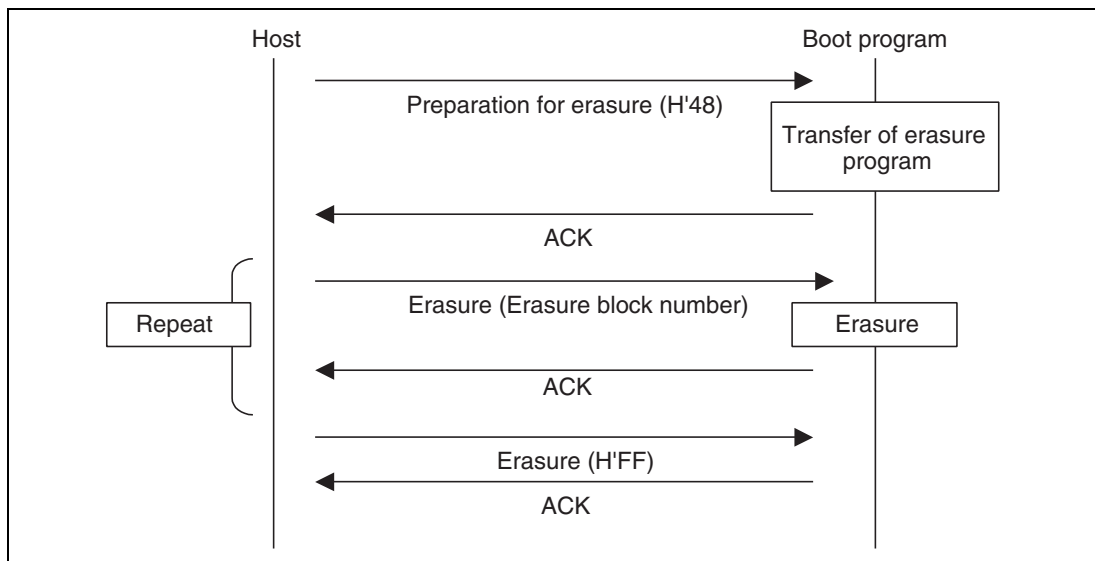 Host
Boot program
Preparation for erasure (H'48)
Transfer of erasure
program
ACK
Erasure (Erasure block number)
Repeat
Erasure
ACK
Erasure (H'FF)
ACK